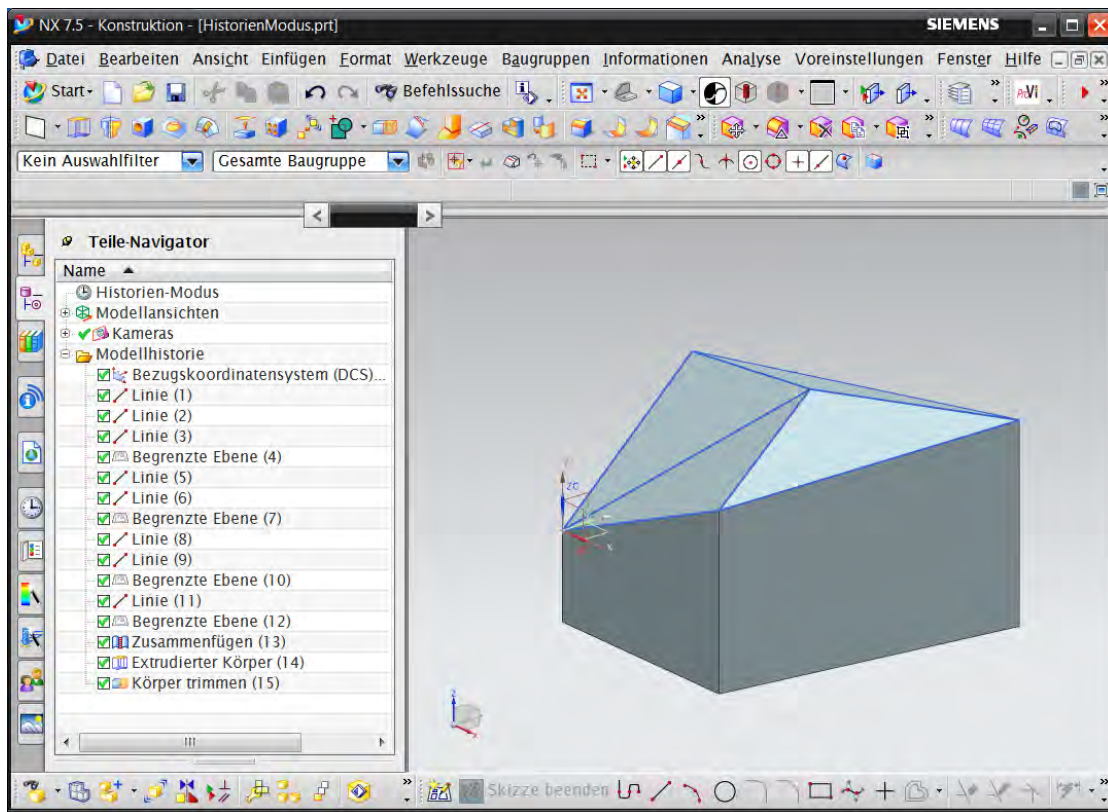 NX 7.5 - Konstruktion - [HistorienModus.prt] SIEMENS
Datei Bearbeiten Ansicht Einfügen Format Werkzeuge Baugruppen Informationen Analyse Voreinstellungen Fenster Hilfe
Start Befehlssuche
Kein Auswahlfilter Gesamte Baugruppe
Teile-Navigator
Name
Historien-Modus
Modellansichten
Kameras
Modellhistorie
Bezugskoordinatensystem (DCS)...
Linie (1)
Linie (2)
Linie (3)
Begrenzte Ebene (4)
Linie (5)
Linie (6)
Begrenzte Ebene (7)
Linie (8)
Linie (9)
Begrenzte Ebene (10)
Linie (11)
Begrenzte Ebene (12)
Zusammenfügen (13)
Extrudierter Körper (14)
Körper trimmen (15)
Skizze beenden